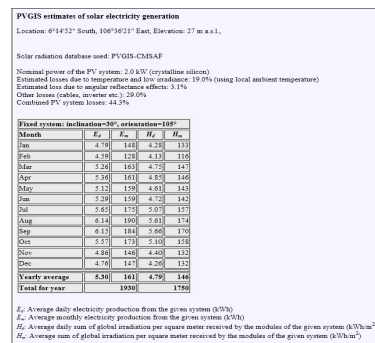 PVGIS estimates of solar electricity generation
Location: 6°14'52" South, 106°36'21" East, Elevation: 27 m a.s.l.,
Solar radiation database used: PVGIS-CMSAF
Nominal power of the PV system: 2.0 kW (crystalline silicon)
Estimated losses due to temperature and low irradiance: 19.0% (using local ambient temperature)
Estimated loss due to angular reflectance effects: 3.1%
Other losses (cables, inverter etc.): 29.0%
Combined PV system losses: 44.3%
Fixed system: inclination=30°, orientation=105°
Month Ed Em Hd Hm
Jan 4.79 148 4.28 133
Feb 4.59 128 4.13 116
Mar 5.26 163 4.75 147
Apr 5.36 161 4.85 146
May 5.12 159 4.61 143
Jun 5.29 159 4.72 142
Jul 5.65 175 5.07 157
Aug 6.14 190 5.61 174
Sep 6.15 184 5.66 170
Oct 5.57 173 5.10 158
Nov 4.86 146 4.40 132
Dec 4.76 147 4.26 132
Yearly average 5.30 161 4.79 146
Total for year 1930 1750
Ed: Average daily electricity production from the given system (kWh)
Em: Average monthly electricity production from the given system (kWh)
Hd: Average daily sum of global irradiation per square meter received by the modules of the given system (kWh/m2
Hm: Average sum of global irradiation per square meter received by the modules of the given system (kWh/m2)